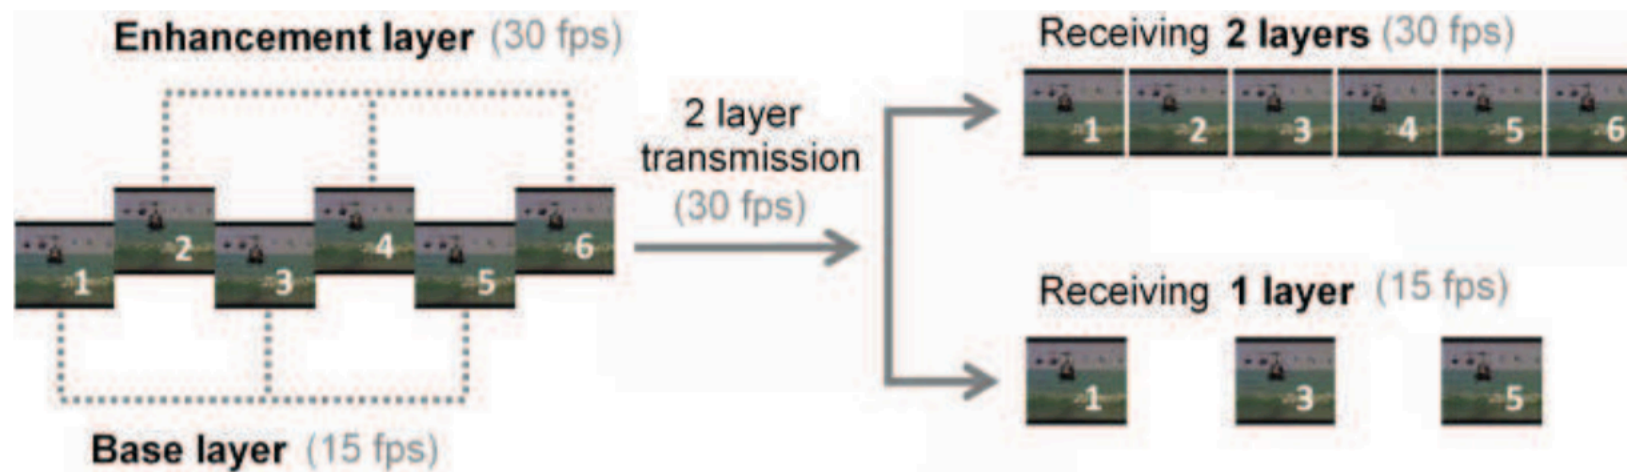 Enhancement layer (30 fps)
2 4 6
1 3 5
Base layer (15 fps)
2 layer
transmission
(30 fps)
Receiving 2 layers (30 fps)
1 2 3 4 5 6
Receiving 1 layer (15 fps)
1 3 5